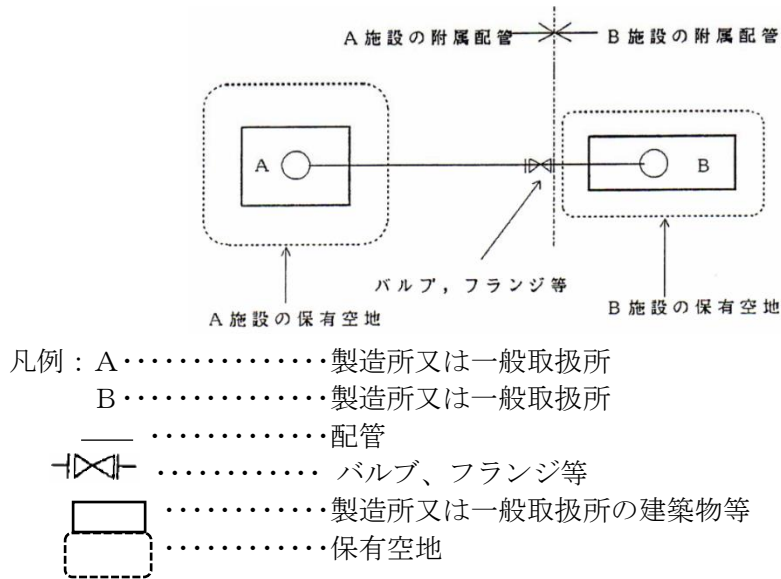 A施設の附属配管 B施設の附属配管
A B
バルブ，フランジ等
A施設の保有空地 B施設の保有空地
凡例：A・・・・・・・・・・・・・・・製造所又は一般取扱所
B・・・・・・・・・・・・・・・製造所又は一般取扱所
・・・・・・・・・・・・・配管
・・・・・・・・・・・・ バルブ、フランジ等
・・・・・・・・・・・・製造所又は一般取扱所の建築物等
・・・・・・・・・・・・保有空地